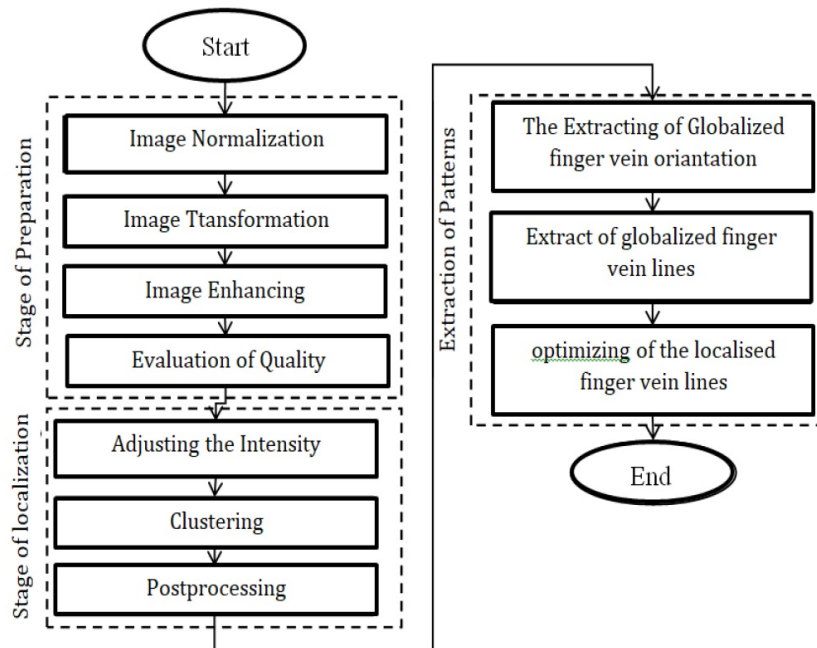 Start
Stage of Preparation
Image Normalization
Image Ttansformation
Image Enhancing
Evaluation of Quality
Stage of localization
Adjusting the Intensity
Clustering
Postprocessing
Extraction of Patterns
The Extracting of Globalized
finger vein oriantation
Extract of globalized finger
vein lines
optimizing of the localised
finger vein lines
End